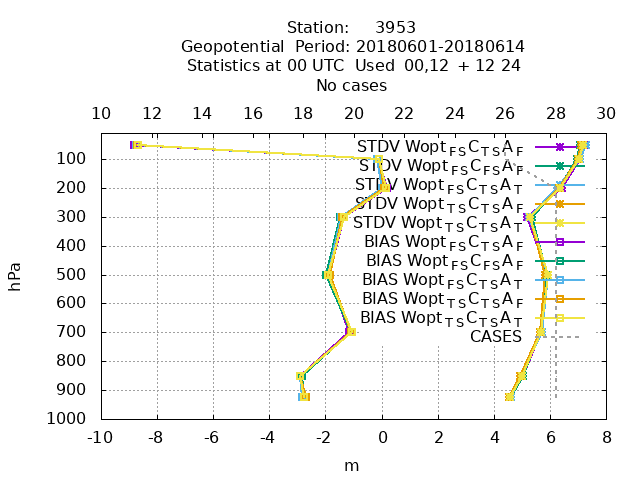 Station: 3953
Geopotential Period: 20180601-20180614
Statistics at 00 UTC Used 00,12 + 12 24
No cases
10 12 14 16 18 20 22 24 26 28 30
STDV Wopt FS C TS A F
100 STDV Wopt FS C FS A F
200 STDV Wopt FS C TS A T
STDV Wopt TS C TS A F
300 STDV Wopt TS C TS A T
400 BIAS Wopt FS C TS A F
BIAS Wopt FS C FS A F
500 BIAS Wopt FS C TS A T
600 BIAS Wopt TS C TS A F
BIAS Wopt TS C TS A T
700 CASES
800
900
1000
hPa
-10 -8 -6 -4 -2 0 2 4 6 8
m